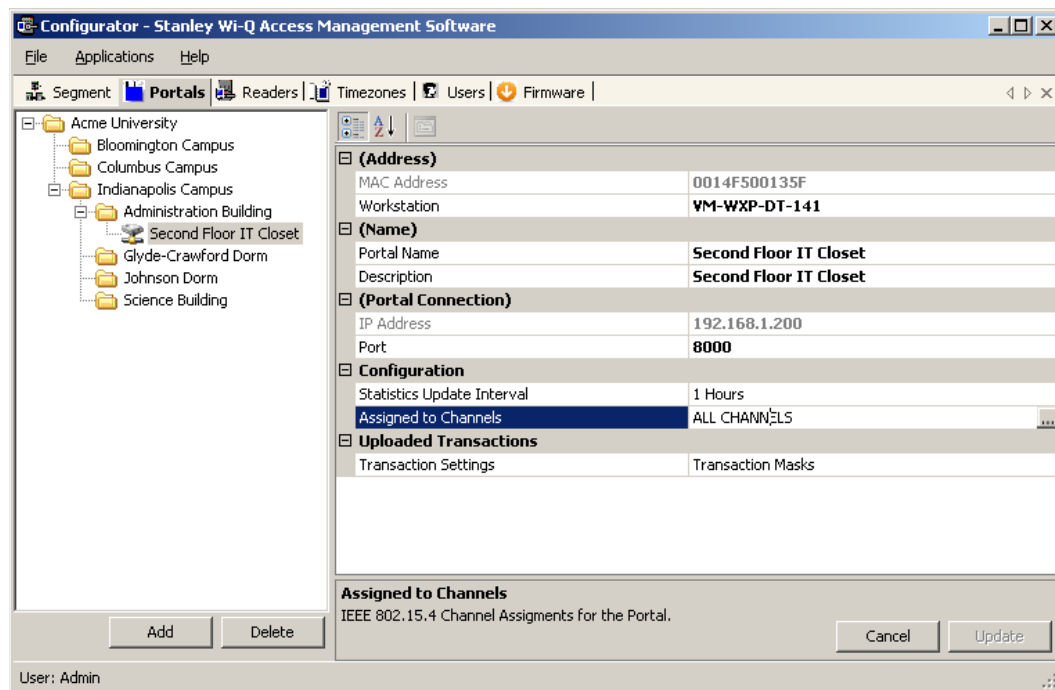 Configurator - Stanley Wi-Q Access Management Software
File Applications Help
Segment Portals Readers Timezones Users Firmware
Acme University
Bloomington Campus
Columbus Campus
Indianapolis Campus
Administration Building
Second Floor IT Closet
Glyde-Crawford Dorm
Johnson Dorm
Science Building
(Address)
MAC Address 0014F500135F
Workstation VM-WXP-DT-141
(Name)
Portal Name Second Floor IT Closet
Description Second Floor IT Closet
(Portal Connection)
IP Address 192.168.1.200
Port 8000
Configuration
Statistics Update Interval 1 Hours
Assigned to Channels ALL CHANNELS ...
Uploaded Transactions
Transaction Settings Transaction Masks
Assigned to Channels
IEEE 802.15.4 Channel Assigments for the Portal.
Add Delete
Cancel Update
User: Admin